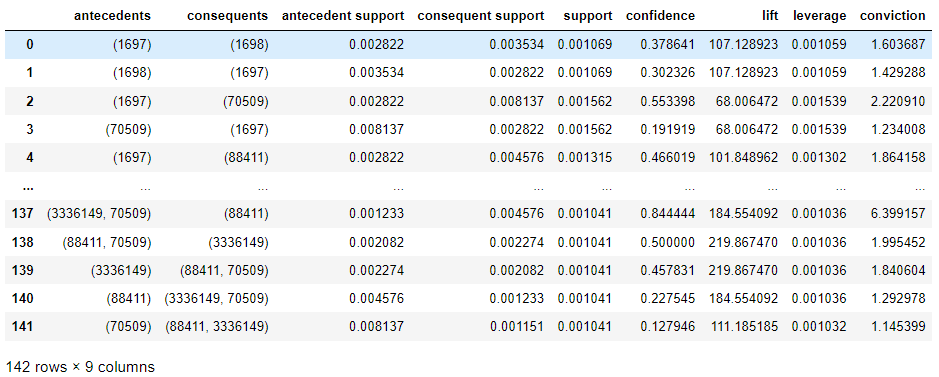 antecedents consequents antecedent support consequent support support confidence lift leverage conviction
0 (1697) (1698) 0.002822 0.003534 0.001069 0.378641 107.128923 0.001059 1.603687
1 (1698) (1697) 0.003534 0.002822 0.001069 0.302326 107.128923 0.001059 1.429288
2 (1697) (70509) 0.002822 0.008137 0.001562 0.553398 68.006472 0.001539 2.220910
3 (70509) (1697) 0.008137 0.002822 0.001562 0.191919 68.006472 0.001539 1.234008
4 (1697) (88411) 0.002822 0.004576 0.001315 0.466019 101.848962 0.001302 1.864158
... ... ... ... ... ... ... ... ... ...
137 (3336149, 70509) (88411) 0.001233 0.004576 0.001041 0.844444 184.554092 0.001036 6.399157
138 (88411, 70509) (3336149) 0.002082 0.002274 0.001041 0.500000 219.867470 0.001036 1.995452
139 (3336149) (88411, 70509) 0.002274 0.002082 0.001041 0.457831 219.867470 0.001036 1.840604
140 (88411) (3336149, 70509) 0.004576 0.001233 0.001041 0.227545 184.554092 0.001036 1.292978
141 (70509) (88411, 3336149) 0.008137 0.001151 0.001041 0.127946 111.185185 0.001032 1.145399
142 rows × 9 columns